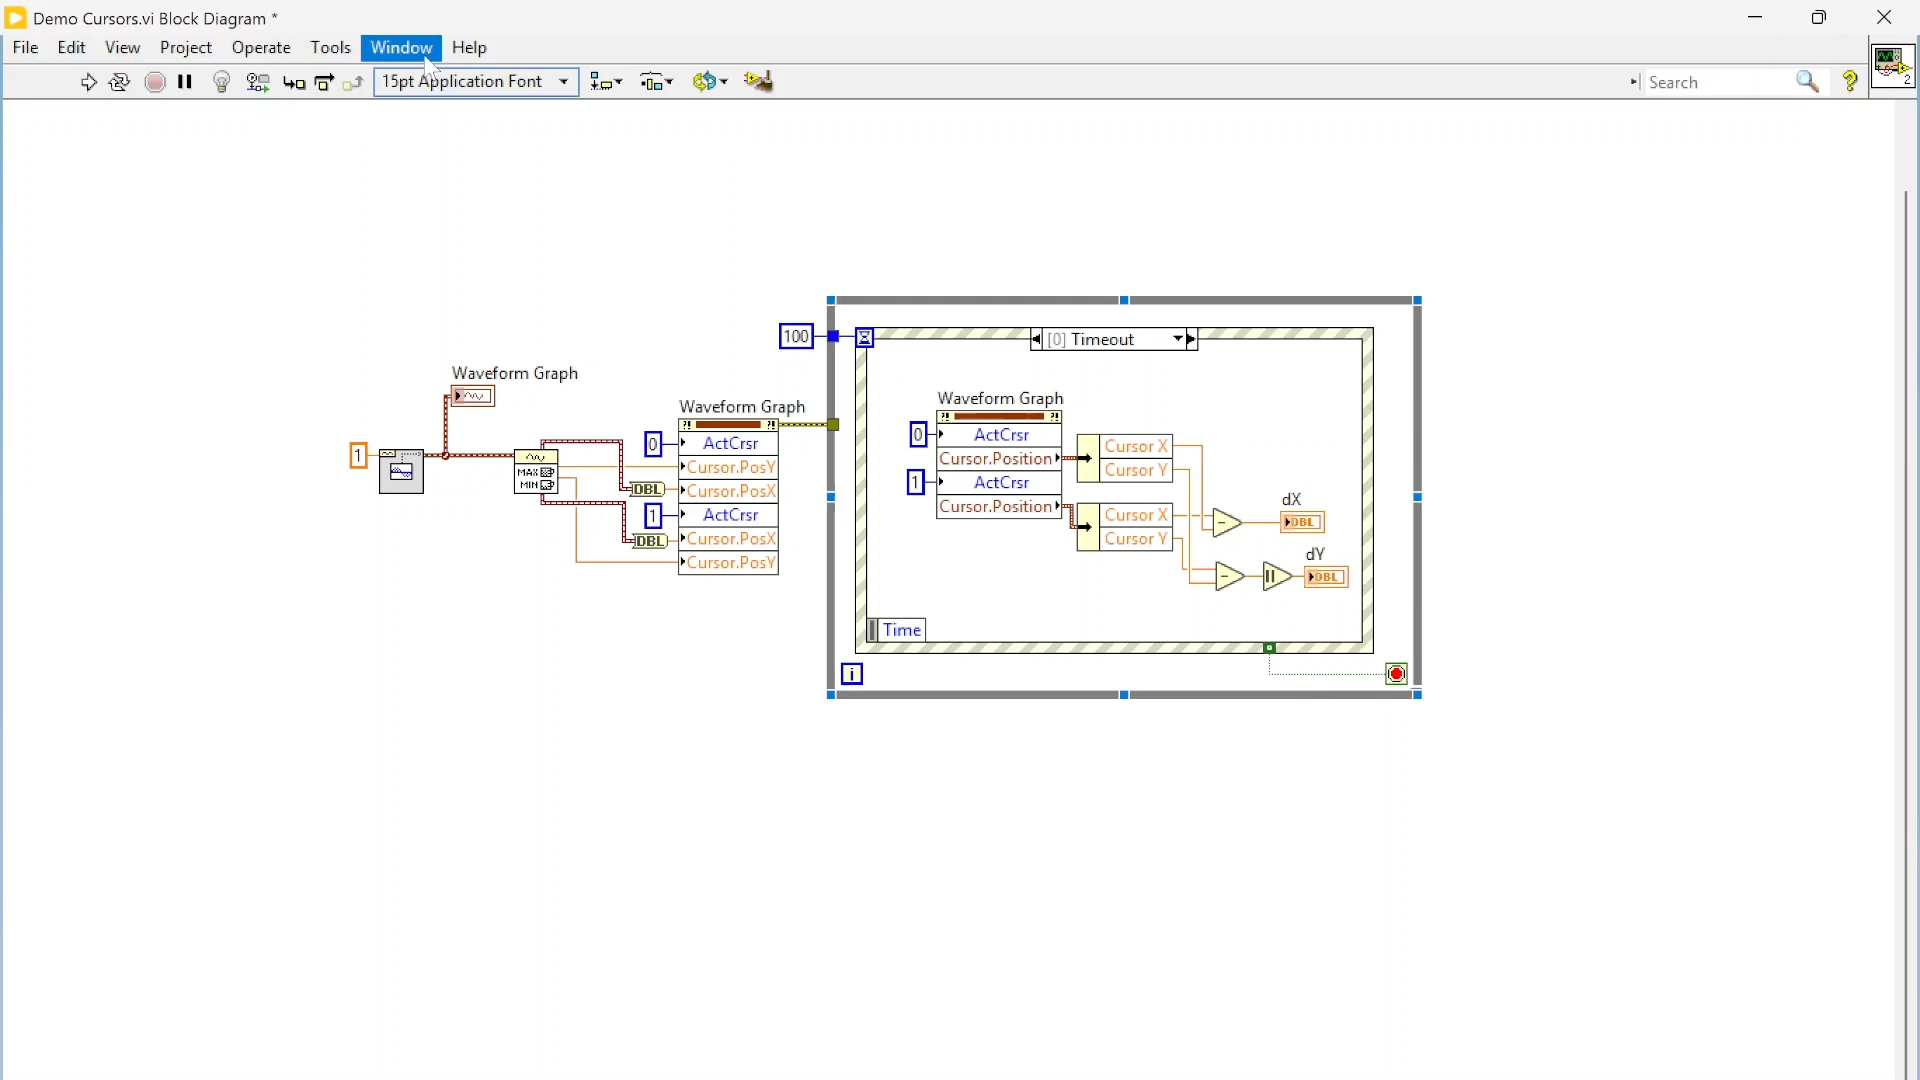 Demo Cursors.vi Block Diagram *
File Edit View Project Operate Tools Window Help
15pt Application Font
Search
2
100
[0] Timeout
Waveform Graph
Waveform Graph
Waveform Graph
0
ActCrsr
Cursor.PosY
DBL
Cursor.PosX
1
ActCrsr
DBL
Cursor.PosX
Cursor.PosY
1
MAX
MIN
0
ActCrsr
Cursor.Position
1
ActCrsr
Cursor.Position
Cursor X
Cursor Y
Cursor X
Cursor Y
dX
DBL
dY
DBL
Time
i